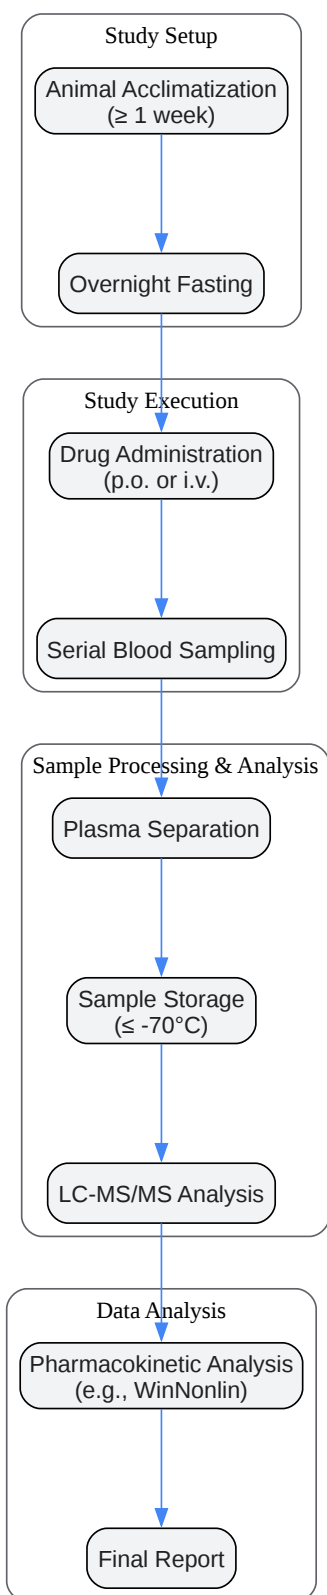 Study Setup
Animal Acclimatization
(≥ 1 week)
Overnight Fasting
Study Execution
Drug Administration
(p.o. or i.v.)
Serial Blood Sampling
Sample Processing & Analysis
Plasma Separation
Sample Storage
(≤ -70°C)
LC-MS/MS Analysis
Data Analysis
Pharmacokinetic Analysis
(e.g., WinNonlin)
Final Report